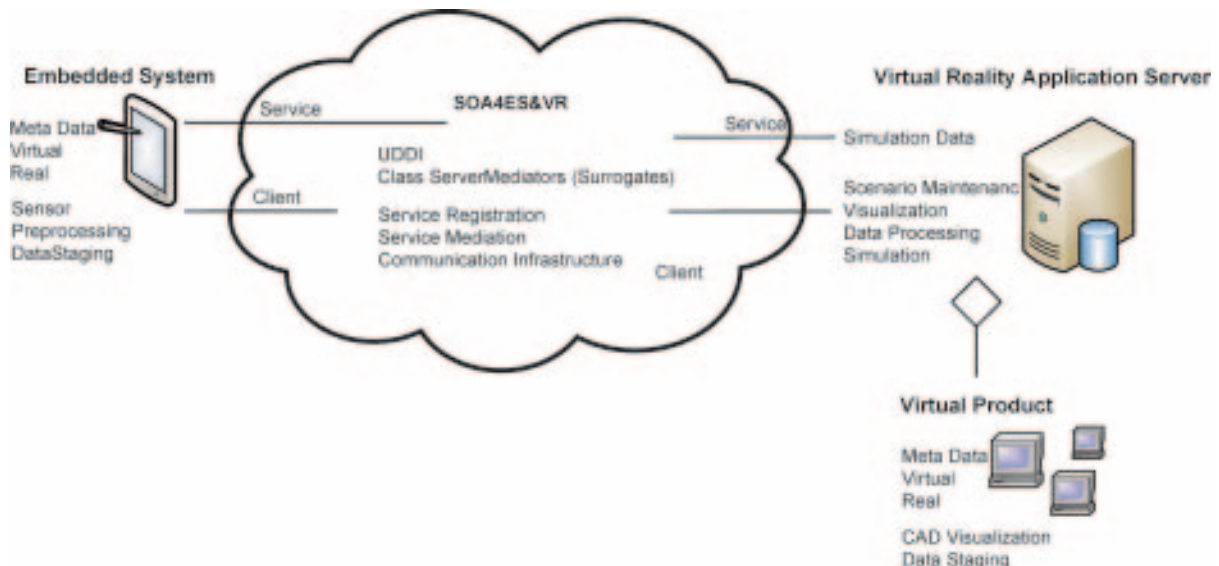 Embedded System
Meta Data
Virtual
Real
Sensor
Preprocessing
DataStaging
Service
Client
SOA4ES&VR
UDDI
Class ServerMediators (Surrogates)
Service Registration
Service Mediation
Communication Infrastructure
Service
Client
Virtual Reality Application Server
Simulation Data
Scenario Maintenanc
Visualization
Data Processing
Simulation
Virtual Product
Meta Data
Virtual
Real
CAD Visualization
Data Staging